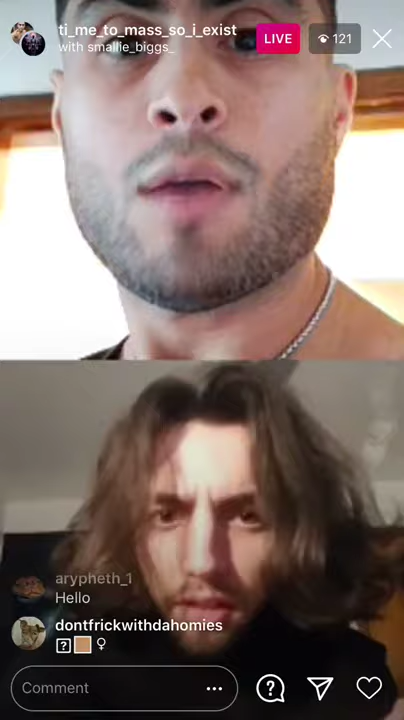 ti_me_to_mass_so_i_exist
with smallie_biggs_
LIVE
121
arypheth_1
Hello
dontfrickwithdahomies
Comment